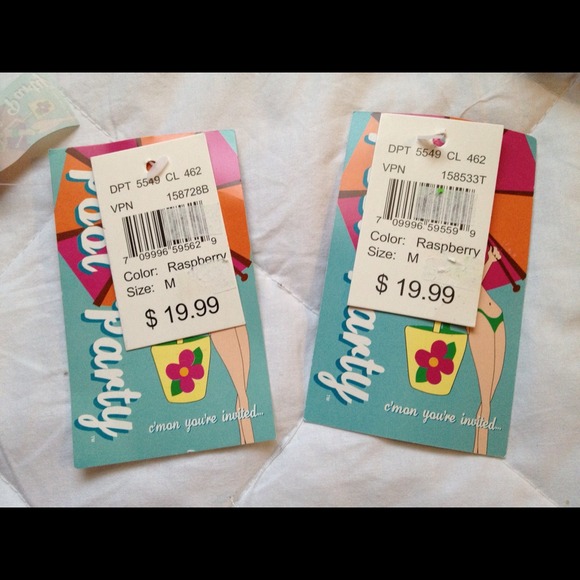 DPT 5549 CL 462
VPN 158728B
7 09996 59562 9
Color: Raspberry
Size: M
$ 19.99
Pool Party™
c'mon you're invited...
DPT 5549 CL 462
VPN 158533T
7 09996 59559 9
Color: Raspberry
Size: M
$ 19.99
Party
c'mon you're invited...